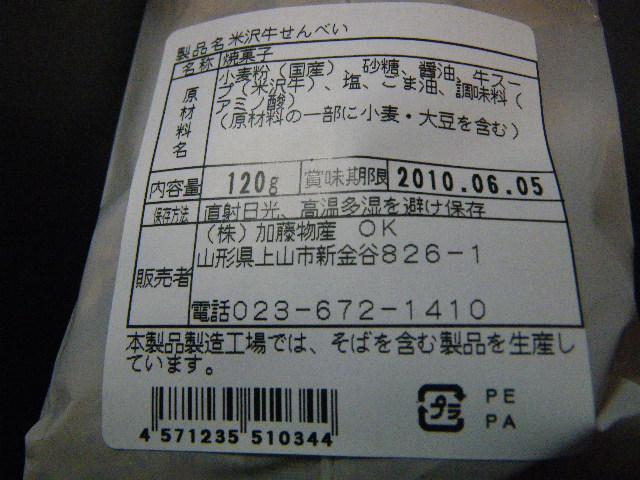 製品名 米沢牛せんべい
名称 焼菓子
原材料名 小麦粉(国産)、砂糖、醤油、牛スー
プ(米沢牛)、塩、ごま油、調味料(
アミノ酸)
(原材料の一部に小麦・大豆を含む)
内容量 120g 賞味期限 2010.06.05
保存方法 直射日光、高温多湿を避け保存
販売者 (株)加藤物産 OK
山形県上山市新金谷826-1
電話023-672-1410
本製品製造工場では、そばを含む製品を生産し
ています。
4 571235 510344
プラ
PE
PA